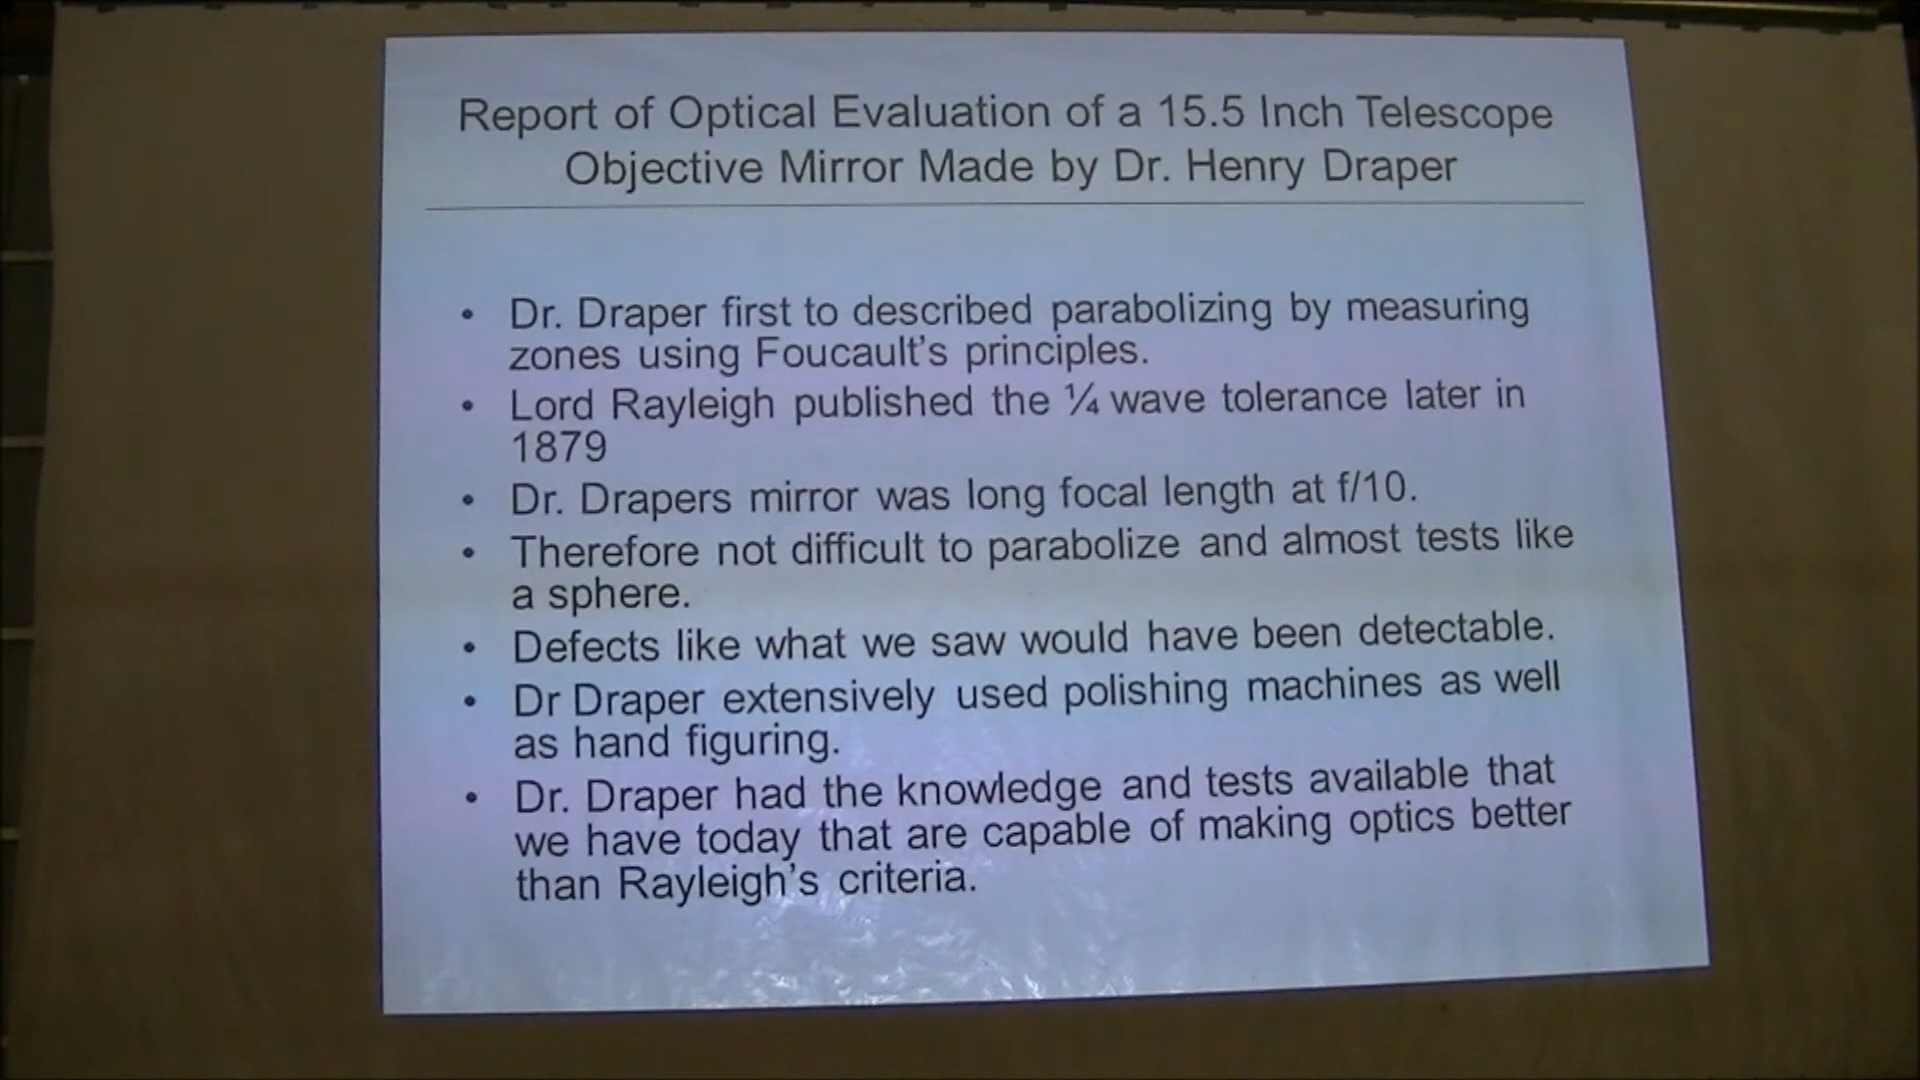 Report of Optical Evaluation of a 15.5 Inch Telescope
Objective Mirror Made by Dr. Henry Draper
• Dr. Draper first to described parabolizing by measuring
zones using Foucault's principles.
• Lord Rayleigh published the ¼ wave tolerance later in
1879
• Dr. Drapers mirror was long focal length at f/10.
• Therefore not difficult to parabolize and almost tests like
a sphere.
• Defects like what we saw would have been detectable.
• Dr Draper extensively used polishing machines as well
as hand figuring.
• Dr. Draper had the knowledge and tests available that
we have today that are capable of making optics better
than Rayleigh's criteria.